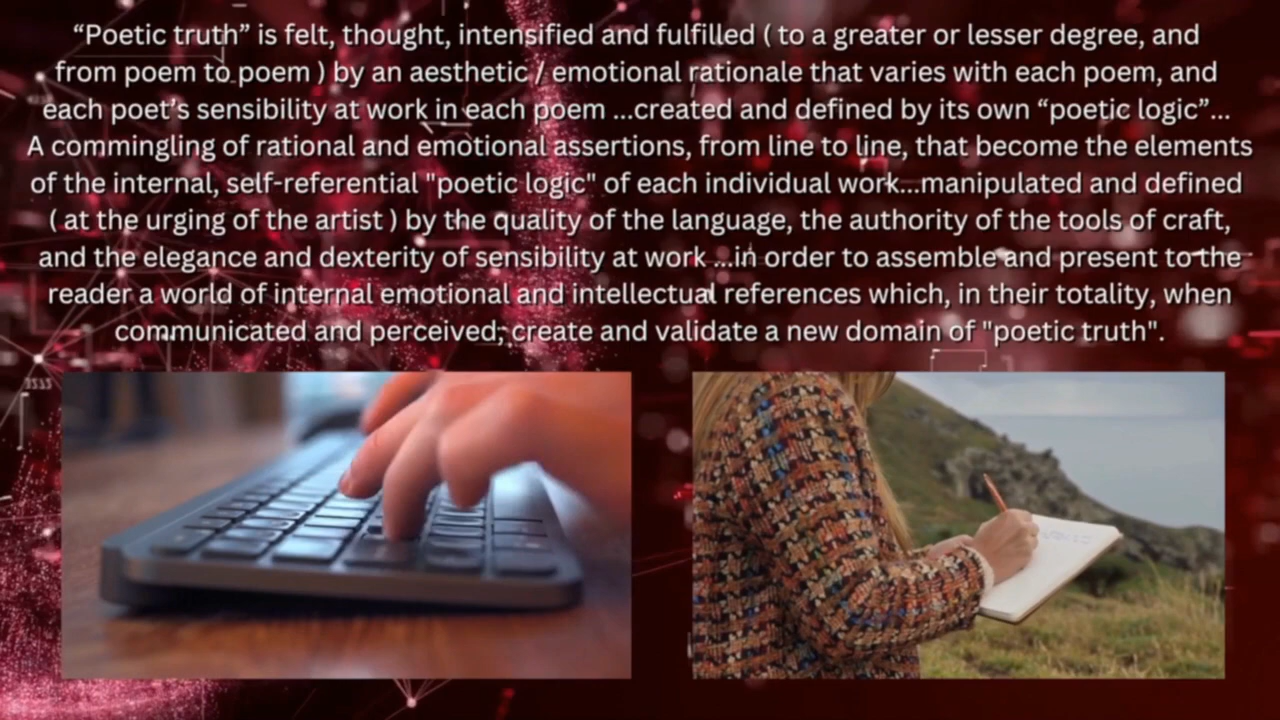 “Poetic truth” is felt, thought, intensified and fulfilled ( to a greater or lesser degree, and
from poem to poem ) by an aesthetic / emotional rationale that varies with each poem, and
each poet’s sensibility at work in each poem ...created and defined by its own “poetic logic”...
A commingling of rational and emotional assertions, from line to line, that become the elements
of the internal, self-referential "poetic logic" of each individual work...manipulated and defined
( at the urging of the artist ) by the quality of the language, the authority of the tools of craft,
and the elegance and dexterity of sensibility at work ...in order to assemble and present to the
reader a world of internal emotional and intellectual references which, in their totality, when
communicated and perceived, create and validate a new domain of "poetic truth".